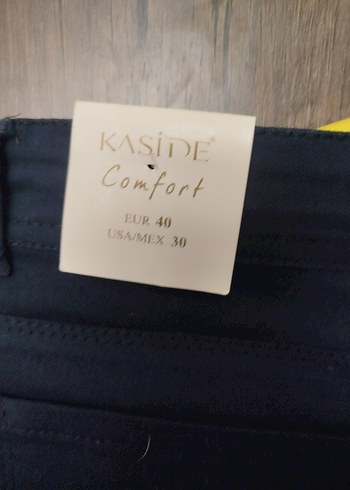 KASİDE®
Comfort
EUR 40
USA/MEX 30